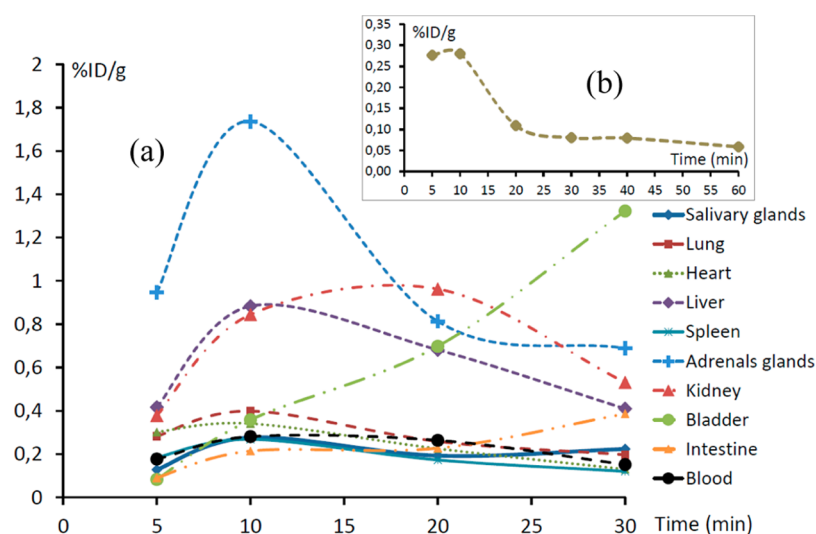 0,35
%ID/g
0,30
0,25
(b)
0,20
0,15
0,10
0,05
Time (min)
0,00
0 5 10 15 20 25 30 35 40 45 50 55 60
2
%ID/g
1,8
(a)
1,6
1,4
1,2
1
0,8
0,6
0,4
0,2
0
0 5 10 15 20 25 30
Time (min)
Salivary glands
Lung
Heart
Liver
Spleen
Adrenals glands
Kidney
Bladder
Intestine
Blood